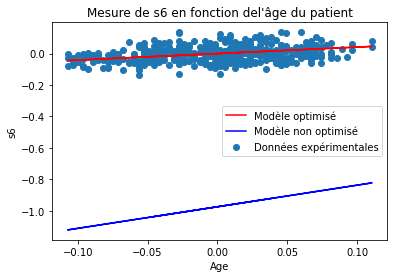 Mesure de s6 en fonction del'âge du patient
0.0
−0.2
−0.4
−0.6
−0.8
−1.0
s6
Modèle optimisé
Modèle non optimisé
Données expérimentales
−0.10
−0.05
0.00
0.05
0.10
Age